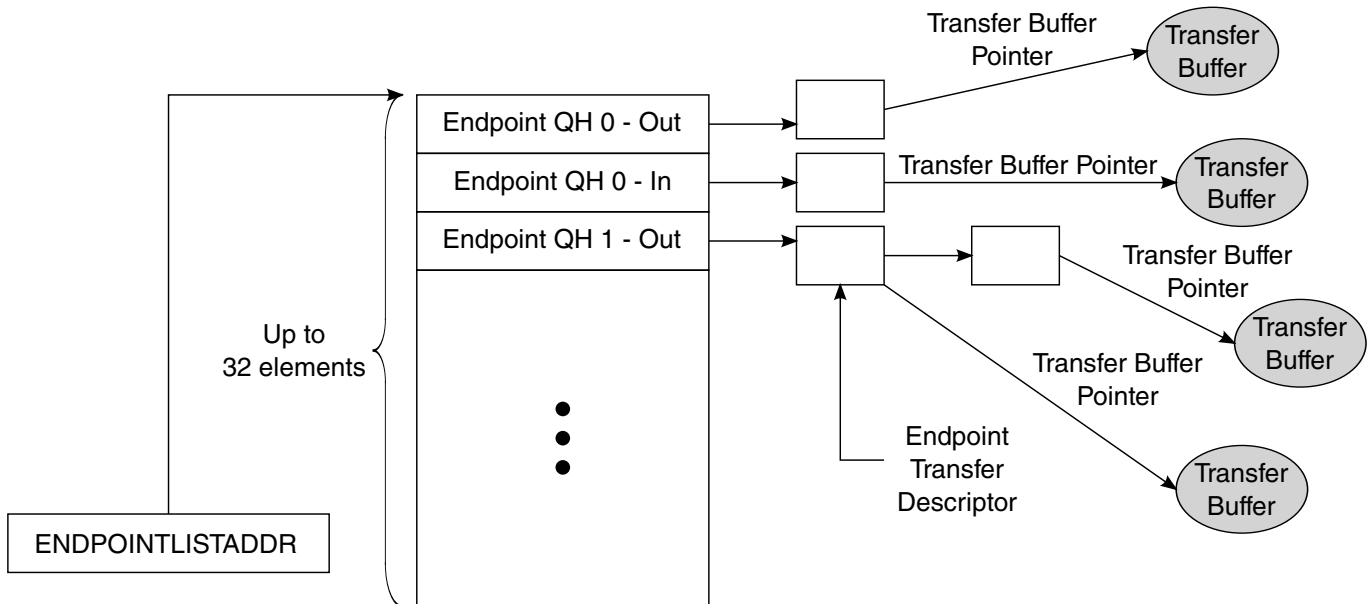 Transfer Buffer
Pointer
Transfer
Buffer
Endpoint QH 0 - Out
Endpoint QH 0 - In
Transfer Buffer Pointer
Transfer
Buffer
Endpoint QH 1 - Out
Transfer Buffer
Pointer
Transfer
Buffer
Up to
32 elements
Transfer Buffer
Pointer
Endpoint
Transfer
Descriptor
Transfer
Buffer
ENDPOINTLISTADDR